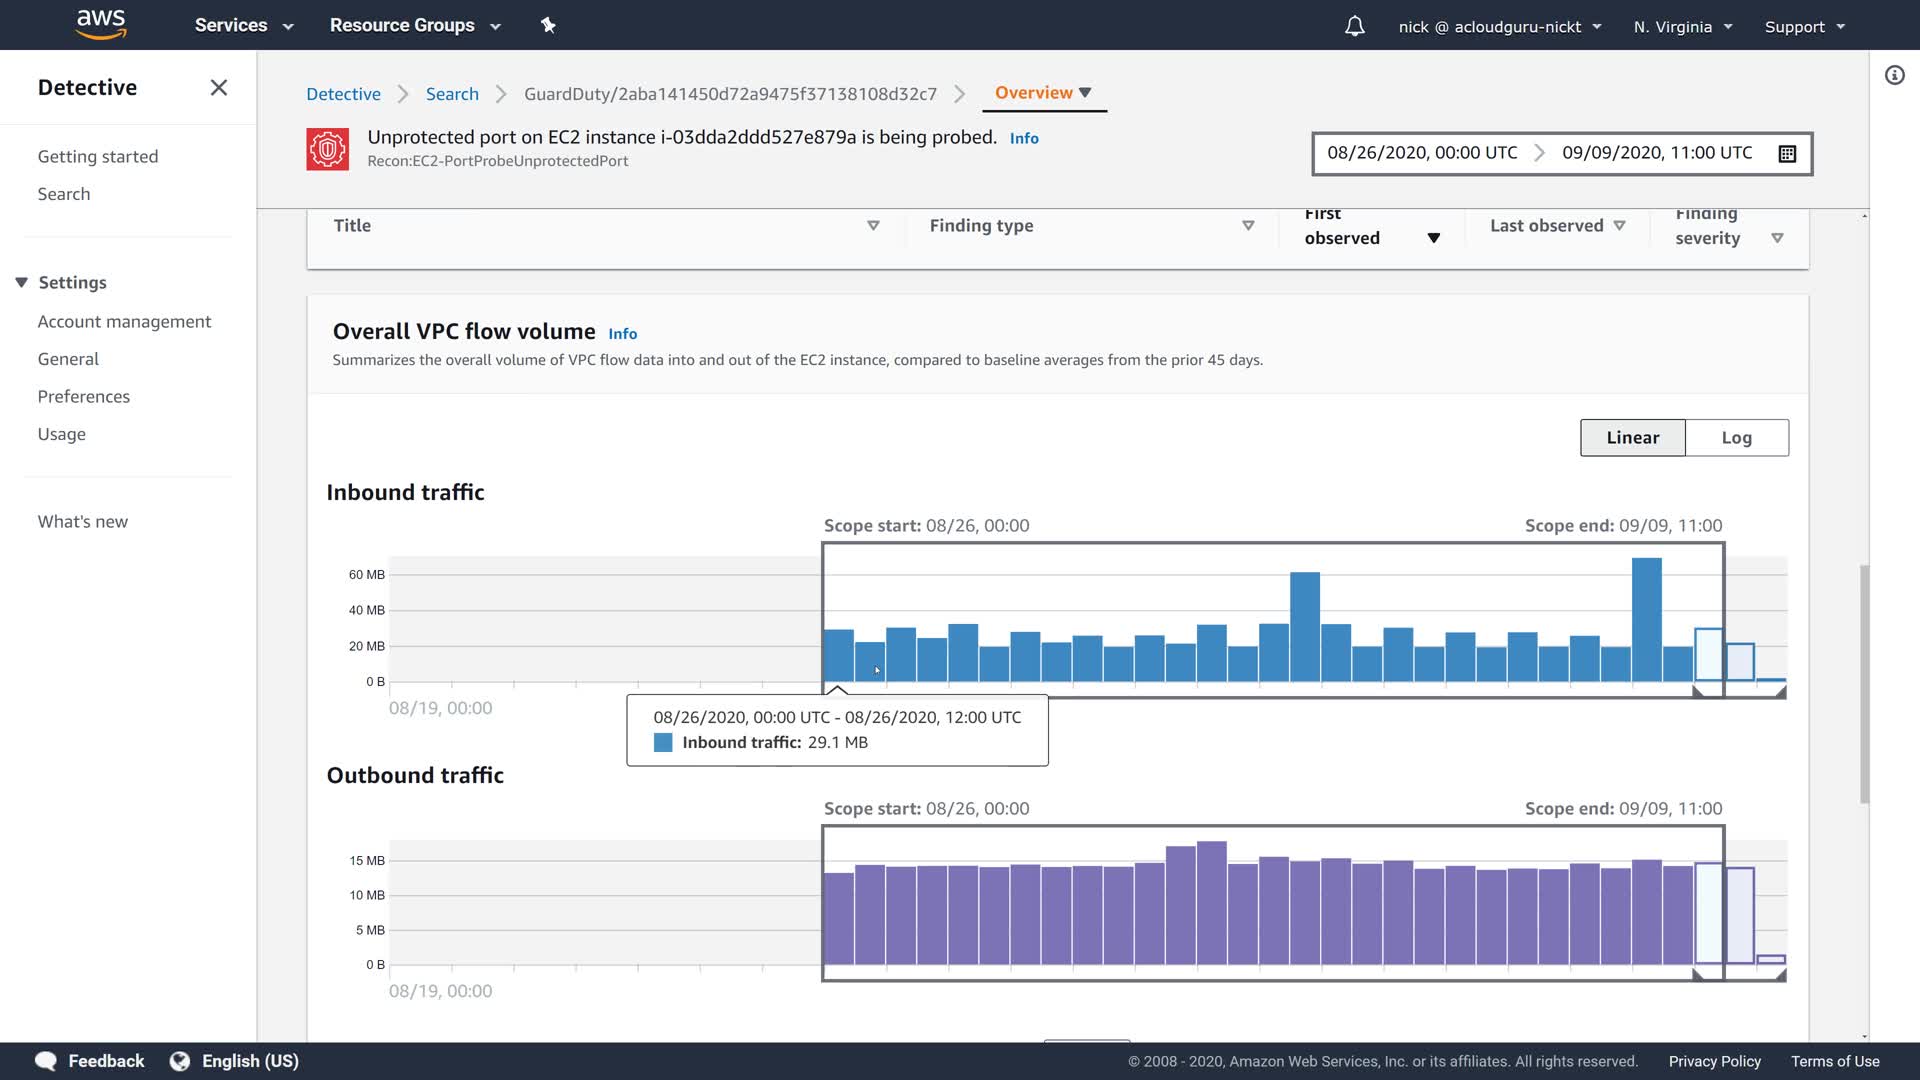 aws Services Resource Groups nick @ acloudguru-nickt N. Virginia Support
Detective
Getting started
Search
Settings
Account management
General
Preferences
Usage
What's new
Detective Search GuardDuty/2aba141450d72a9475f37138108d32c7 Overview
Unprotected port on EC2 instance i-03dda2ddd527e879a is being probed. Info
Recon:EC2-PortProbeUnprotectedPort
08/26/2020, 00:00 UTC 09/09/2020, 11:00 UTC
Title Finding type First observed Last observed Finding severity
Overall VPC flow volume Info
Summarizes the overall volume of VPC flow data into and out of the EC2 instance, compared to baseline averages from the prior 45 days.
Linear Log
Inbound traffic
Scope start: 08/26, 00:00 Scope end: 09/09, 11:00
60 MB
40 MB
20 MB
0 B
08/19, 00:00
08/26/2020, 00:00 UTC - 08/26/2020, 12:00 UTC
Inbound traffic: 29.1 MB
Outbound traffic
Scope start: 08/26, 00:00 Scope end: 09/09, 11:00
15 MB
10 MB
5 MB
0 B
08/19, 00:00
Feedback English (US) © 2008 - 2020, Amazon Web Services, Inc. or its affiliates. All rights reserved. Privacy Policy Terms of Use